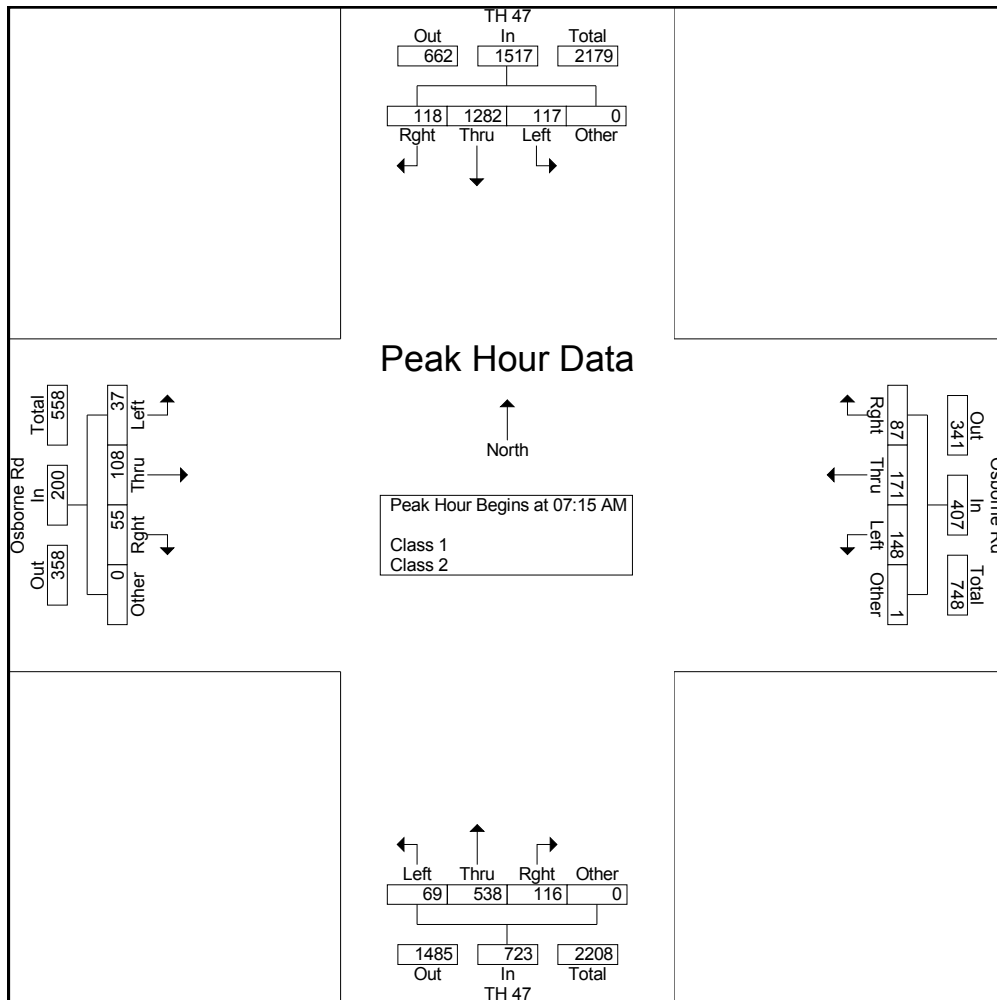 TH 47
Out In Total
662 1517 2179
118 1282 117 0
Rght Thru Left Other
Peak Hour Data
North
Peak Hour Begins at 07:15 AM
Class 1
Class 2
Osborne Rd
Total In Out
558 200 358
37 108 55 0
Left Thru Rght Other
Osborne Rd
Out In Total
341 407 748
87 171 148 1
Rght Thru Left Other
Left Thru Rght Other
69 538 116 0
1485 723 2208
Out In Total
TH 47